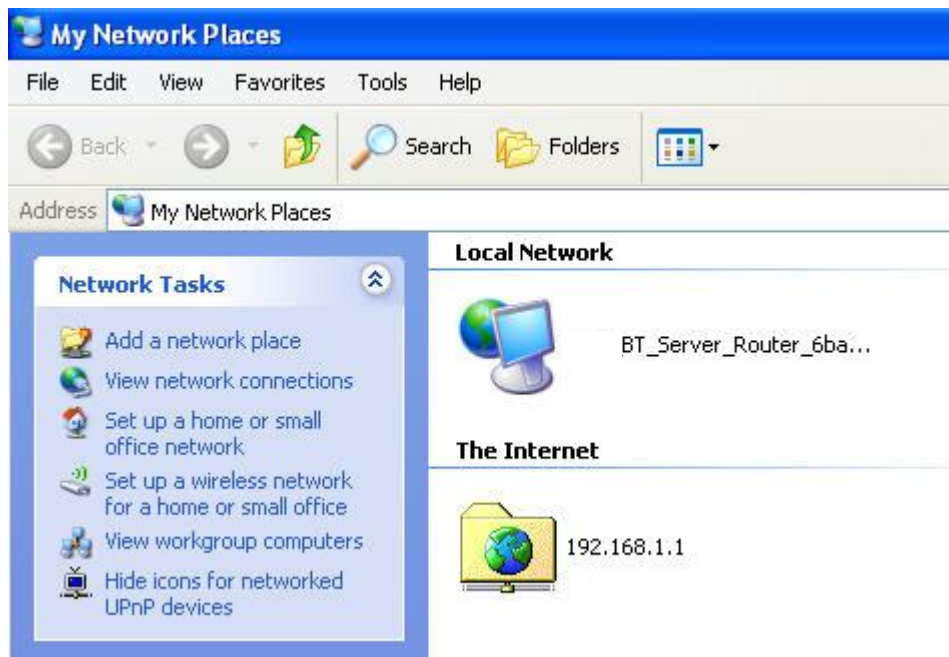 My Network Places
File Edit View Favorites Tools Help
Back Search Folders
Address My Network Places
Network Tasks
Add a network place
View network connections
Set up a home or small
office network
Set up a wireless network
for a home or small office
View workgroup computers
Hide icons for networked
UPnP devices
Local Network
BT_Server_Router_6ba...
The Internet
192.168.1.1